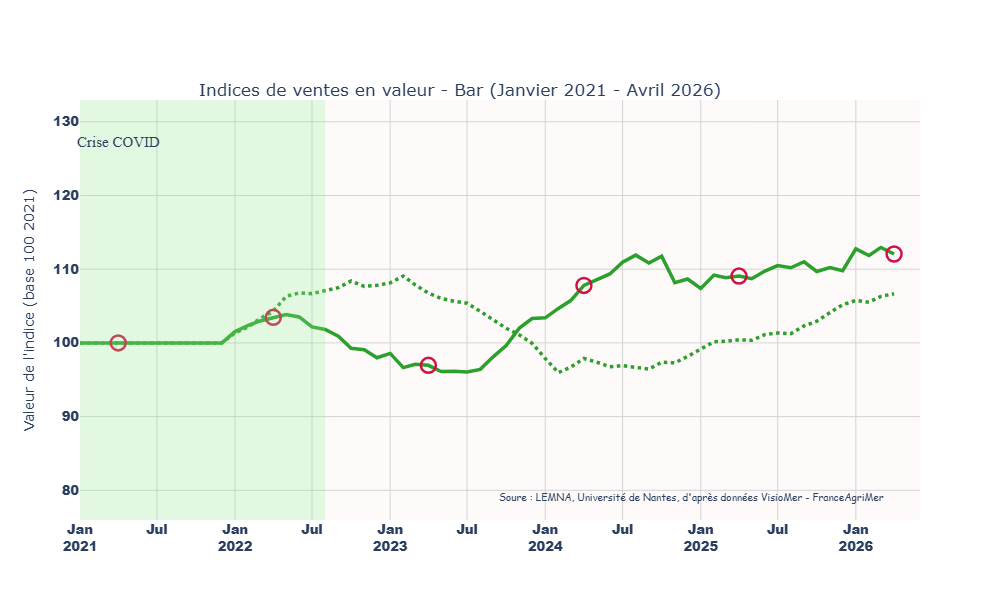 Indices de ventes en valeur - Bar (Janvier 2021 - Avril 2026)
130
Crise COVID
120
110
100
90
80
Valeur de l'indice (base 100 2021)
Soure : LEMNA, Université de Nantes, d'après données VisioMer - FranceAgriMer
Jan Jul Jan Jul Jan Jul Jan Jul Jan Jul Jan
2021 2022 2023 2024 2025 2026